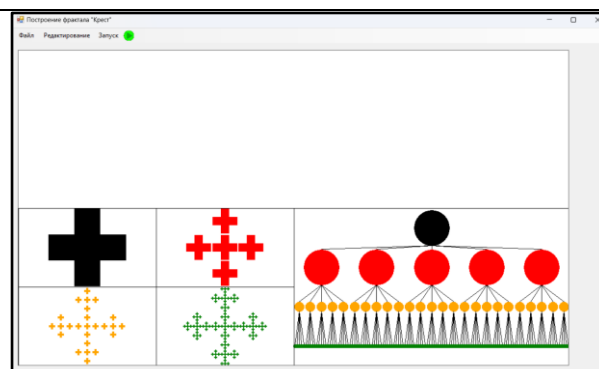 Построение фрактала "Крест"
Файл Редактирование Запуск